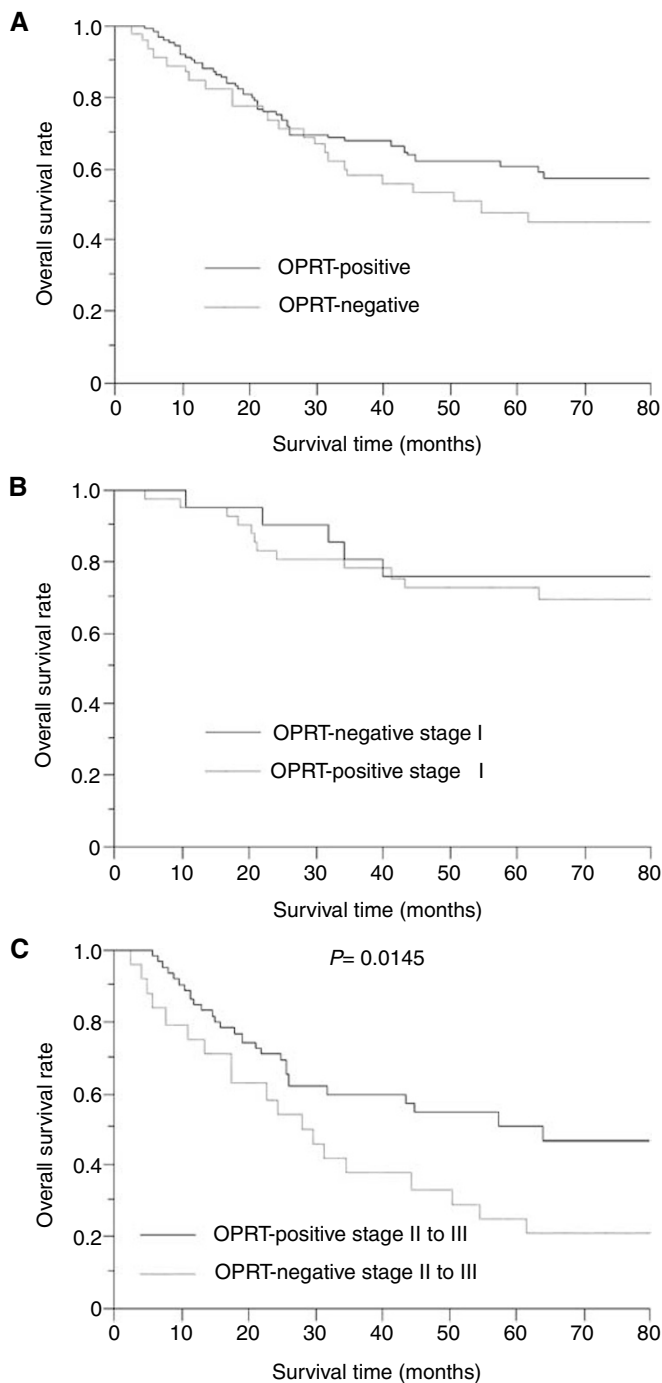 A
Overall survival rate
1.0
0.8
0.6
0.4
0.2
0
OPRT-positive
OPRT-negative
0 10 20 30 40 50 60 70 80
Survival time (months)
B
Overall survival rate
1.0
0.8
0.6
0.4
0.2
0
OPRT-negative stage I
OPRT-positive stage I
0 10 20 30 40 50 60 70 80
Survival time (months)
C
P= 0.0145
Overall survival rate
1.0
0.8
0.6
0.4
0.2
0
OPRT-positive stage II to III
OPRT-negative stage II to III
0 10 20 30 40 50 60 70 80
Survival time (months)